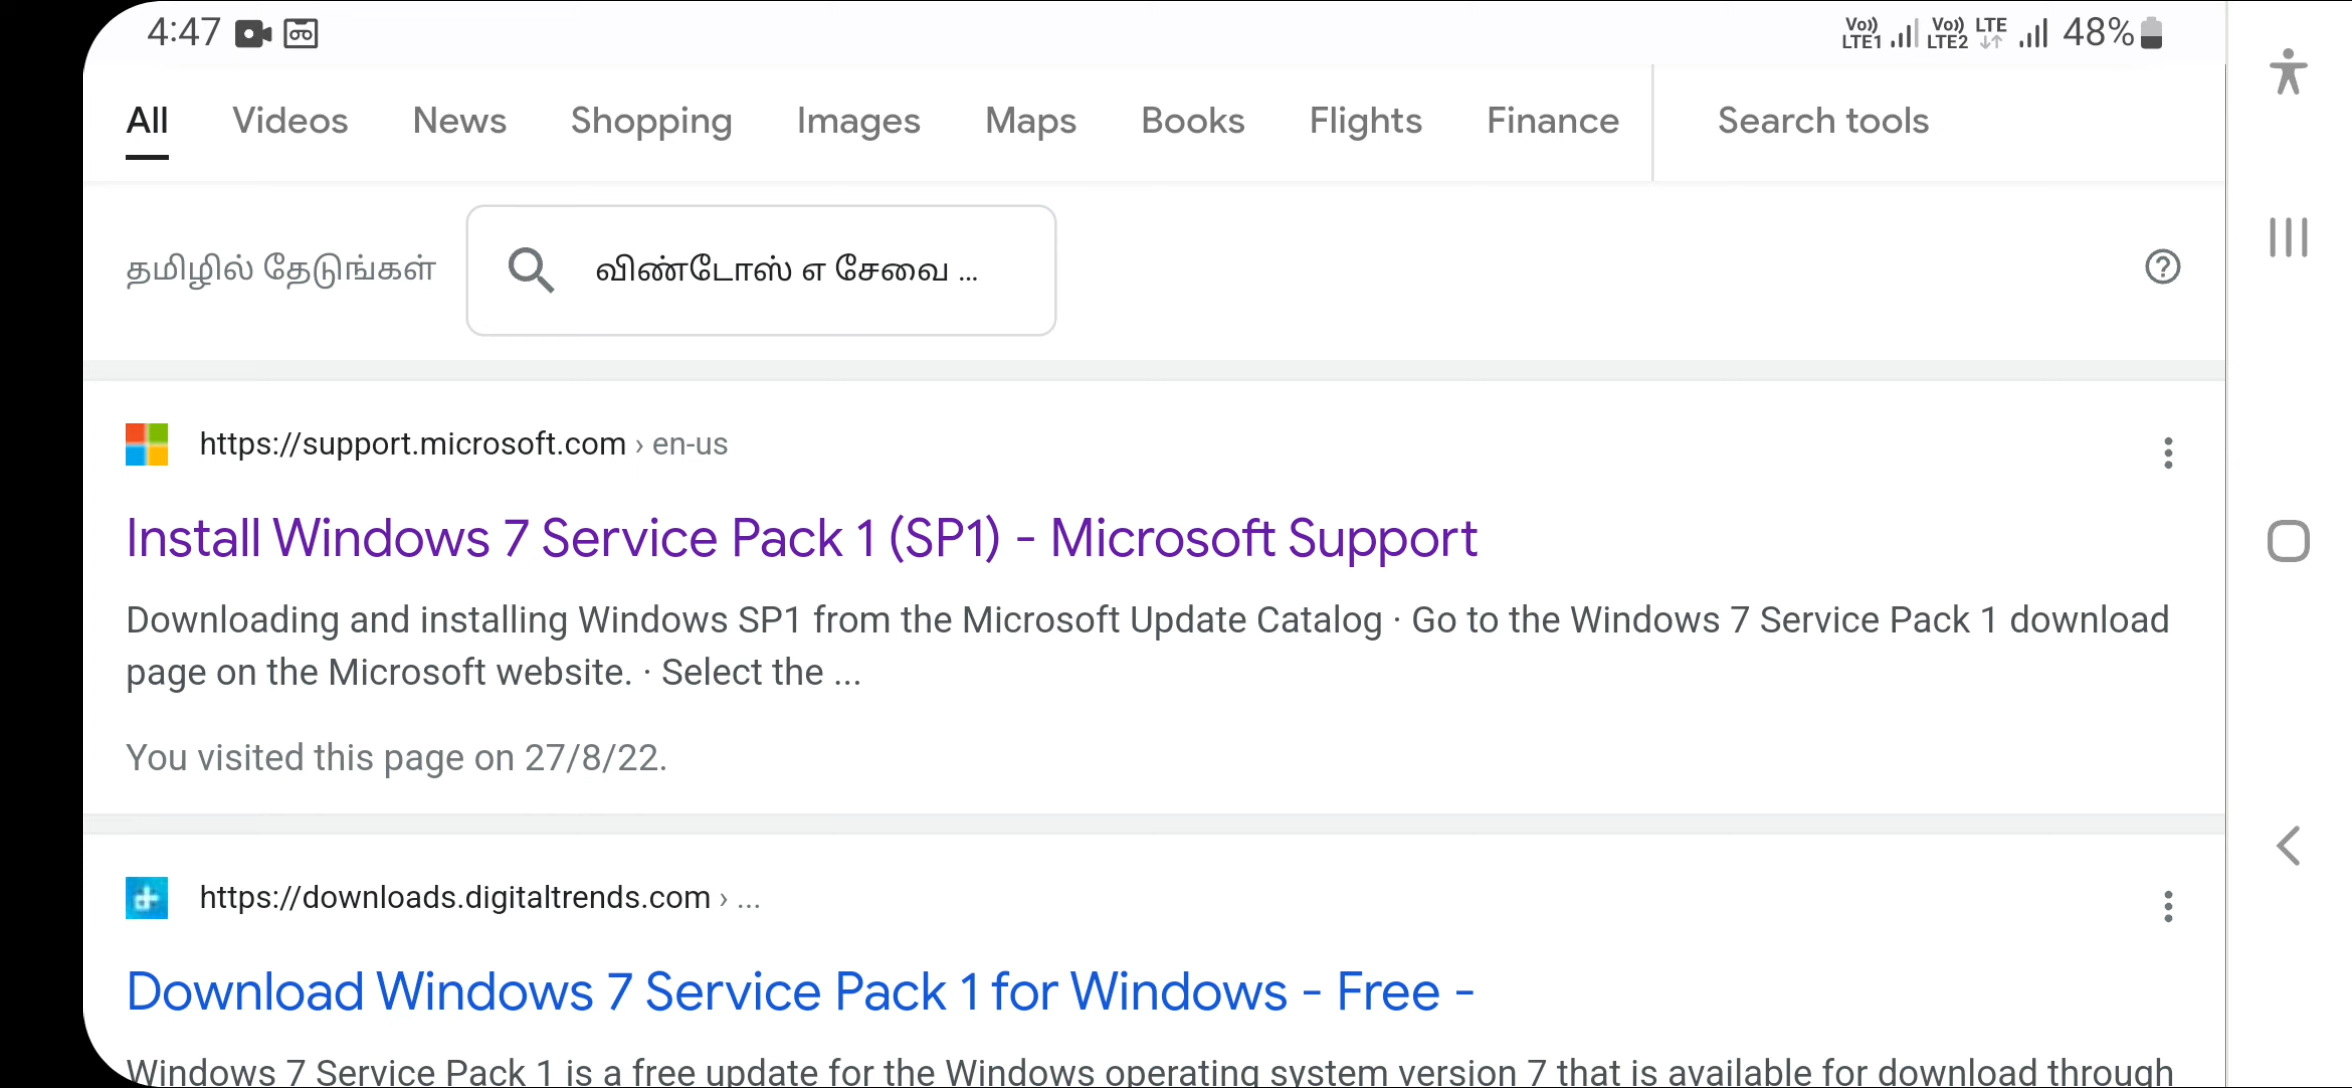 4:47
Vo)) LTE1 Vo)) LTE2 LTE 48%
All Videos News Shopping Images Maps Books Flights Finance Search tools
தமிழில் தேடுங்கள் விண்டோஸ் எ சேவை ...
https://support.microsoft.com › en-us
Install Windows 7 Service Pack 1 (SP1) - Microsoft Support
Downloading and installing Windows SP1 from the Microsoft Update Catalog · Go to the Windows 7 Service Pack 1 download
page on the Microsoft website. · Select the ...
You visited this page on 27/8/22.
https://downloads.digitaltrends.com › ...
Download Windows 7 Service Pack 1 for Windows - Free -
Windows 7 Service Pack 1 is a free update for the Windows operating system version 7 that is available for download through